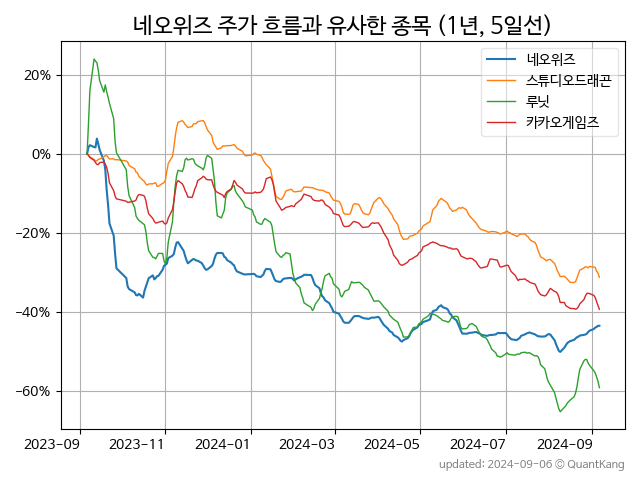 네오위즈 주가 흐름과 유사한 종목 (1년, 5일선)
네오위즈
스튜디오드래곤
루닛
카카오게임즈
20%
0%
−20%
−40%
−60%
2023-09 2023-11 2024-01 2024-03 2024-05 2024-07 2024-09
updated: 2024-09-06 © QuantKang